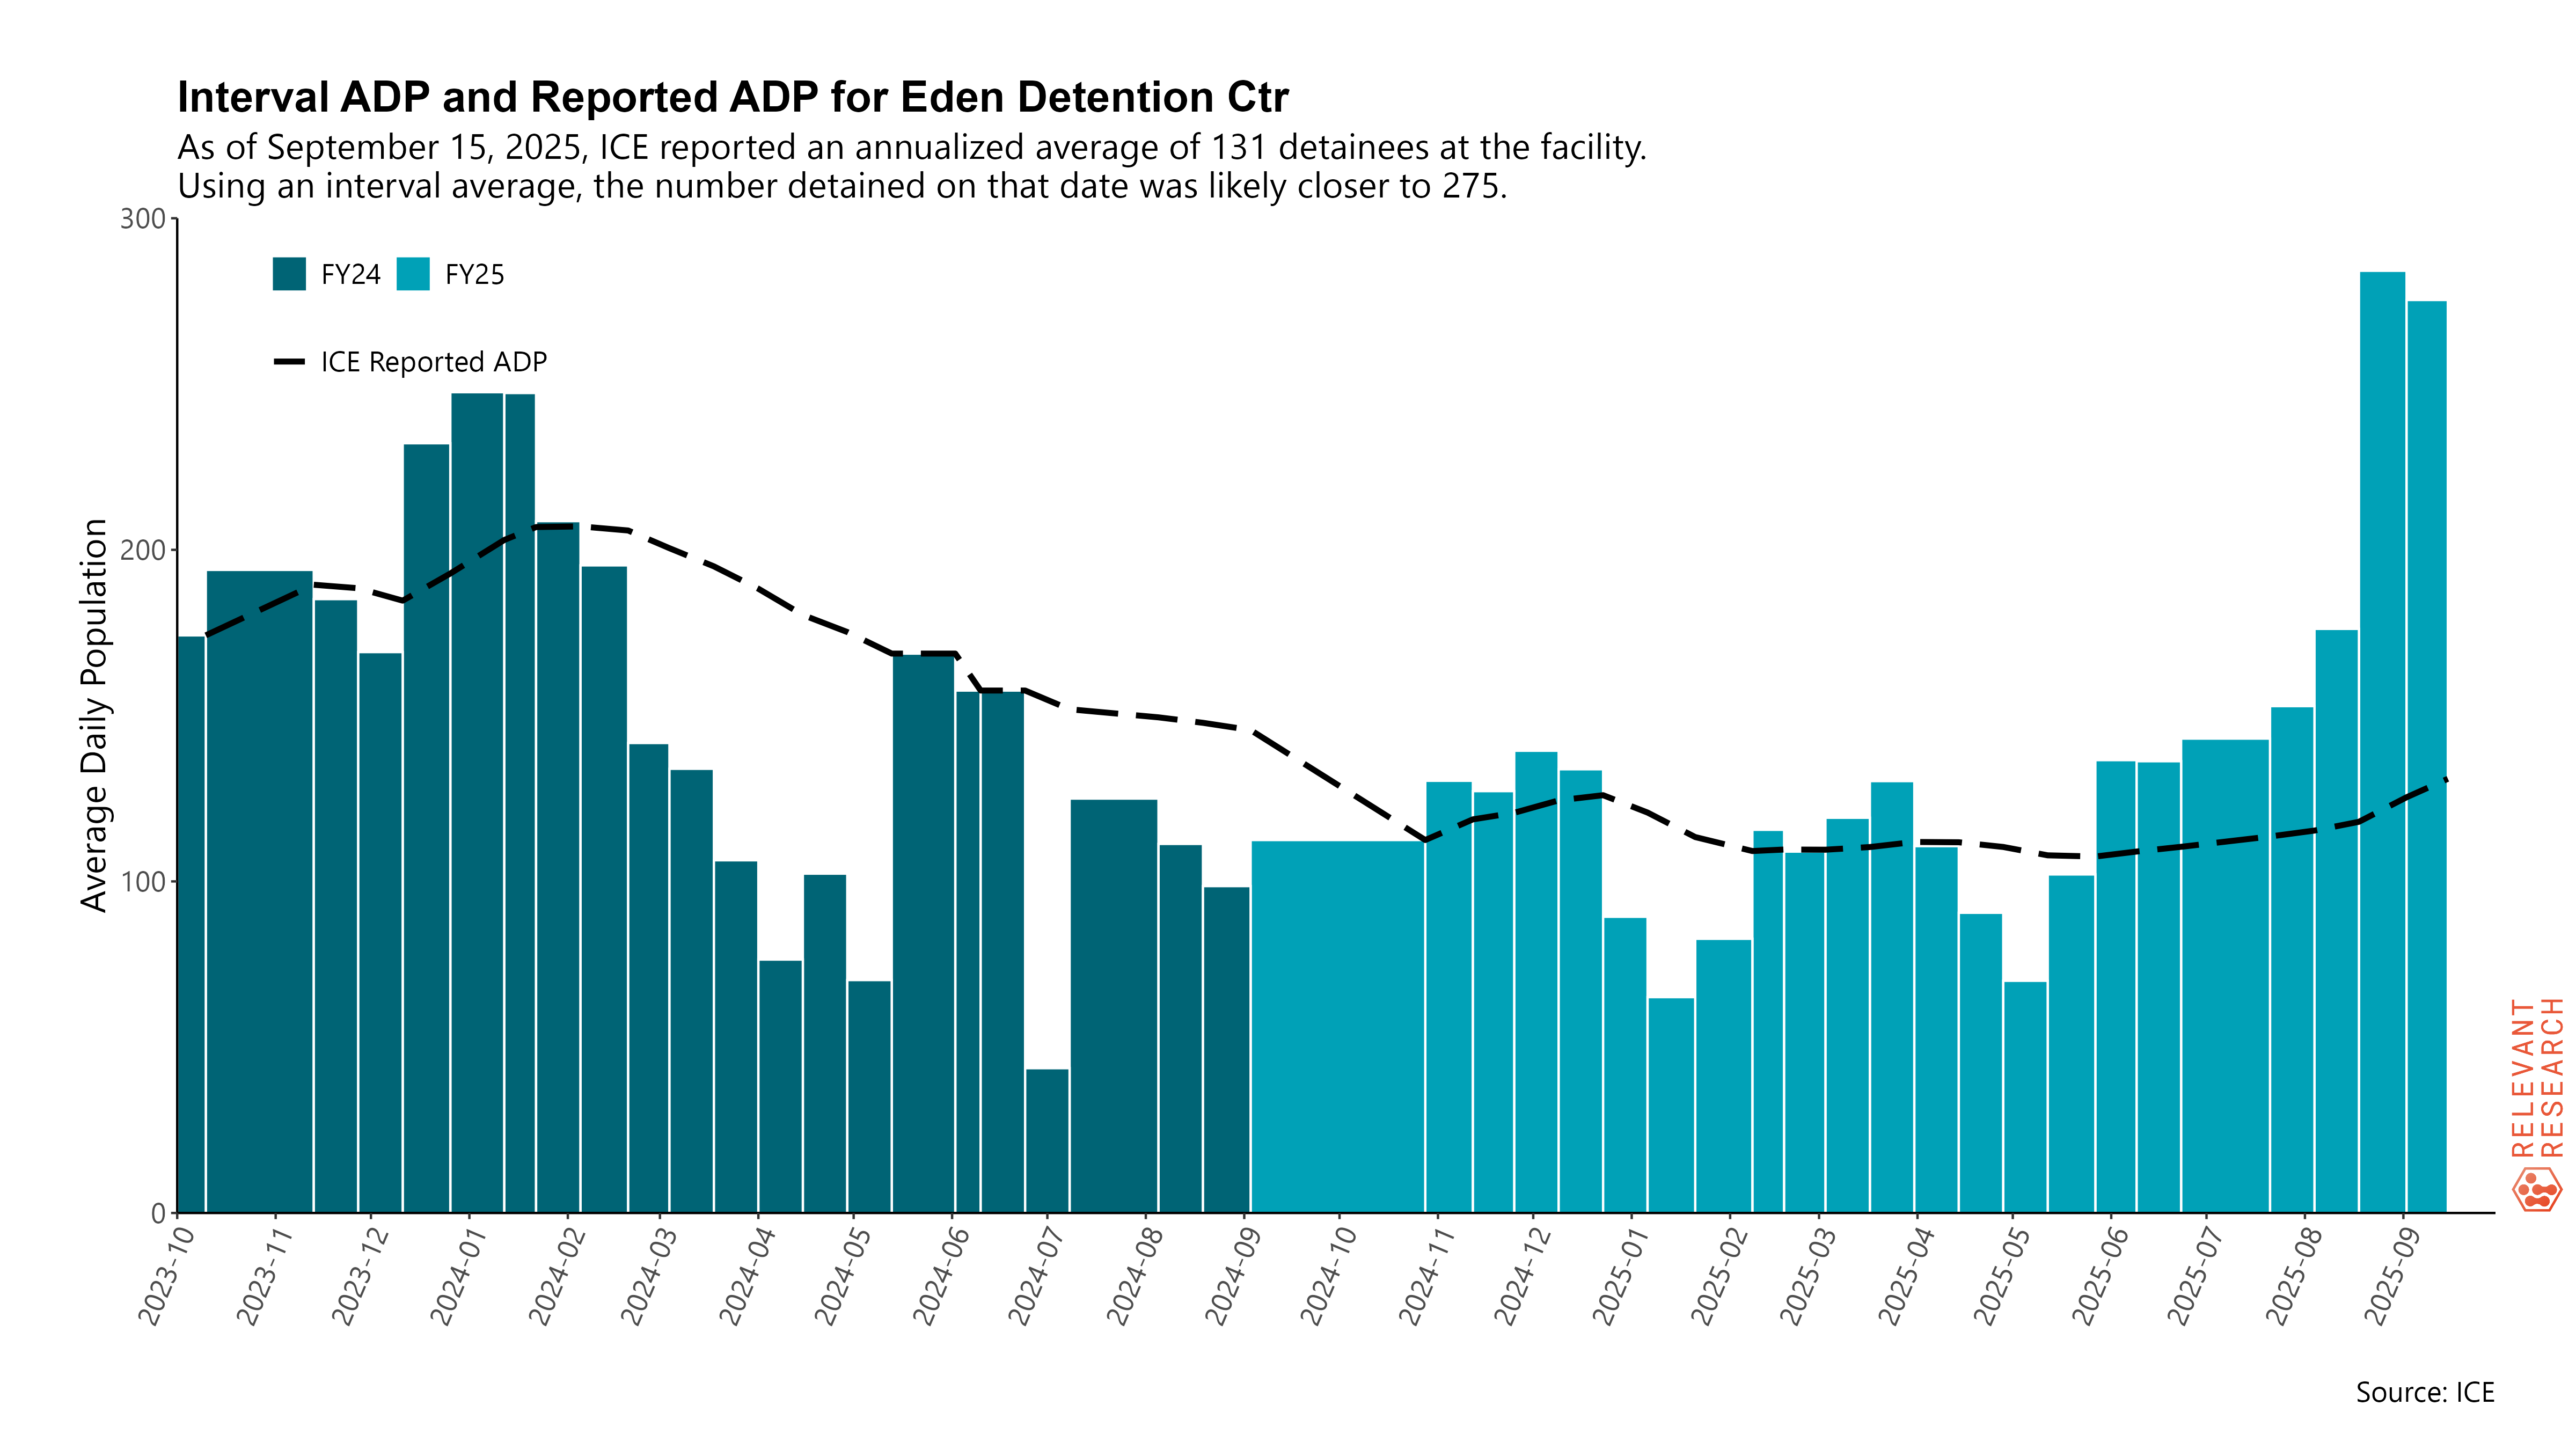 Interval ADP and Reported ADP for Eden Detention Ctr
As of September 15, 2025, ICE reported an annualized average of 131 detainees at the facility.
Using an interval average, the number detained on that date was likely closer to 275.
300
200
100
0
Average Daily Population
FY24
FY25
ICE Reported ADP
2023-10
2023-11
2023-12
2024-01
2024-02
2024-03
2024-04
2024-05
2024-06
2024-07
2024-08
2024-09
2024-10
2024-11
2024-12
2025-01
2025-02
2025-03
2025-04
2025-05
2025-06
2025-07
2025-08
2025-09
RELEVANT
RESEARCH
Source: ICE